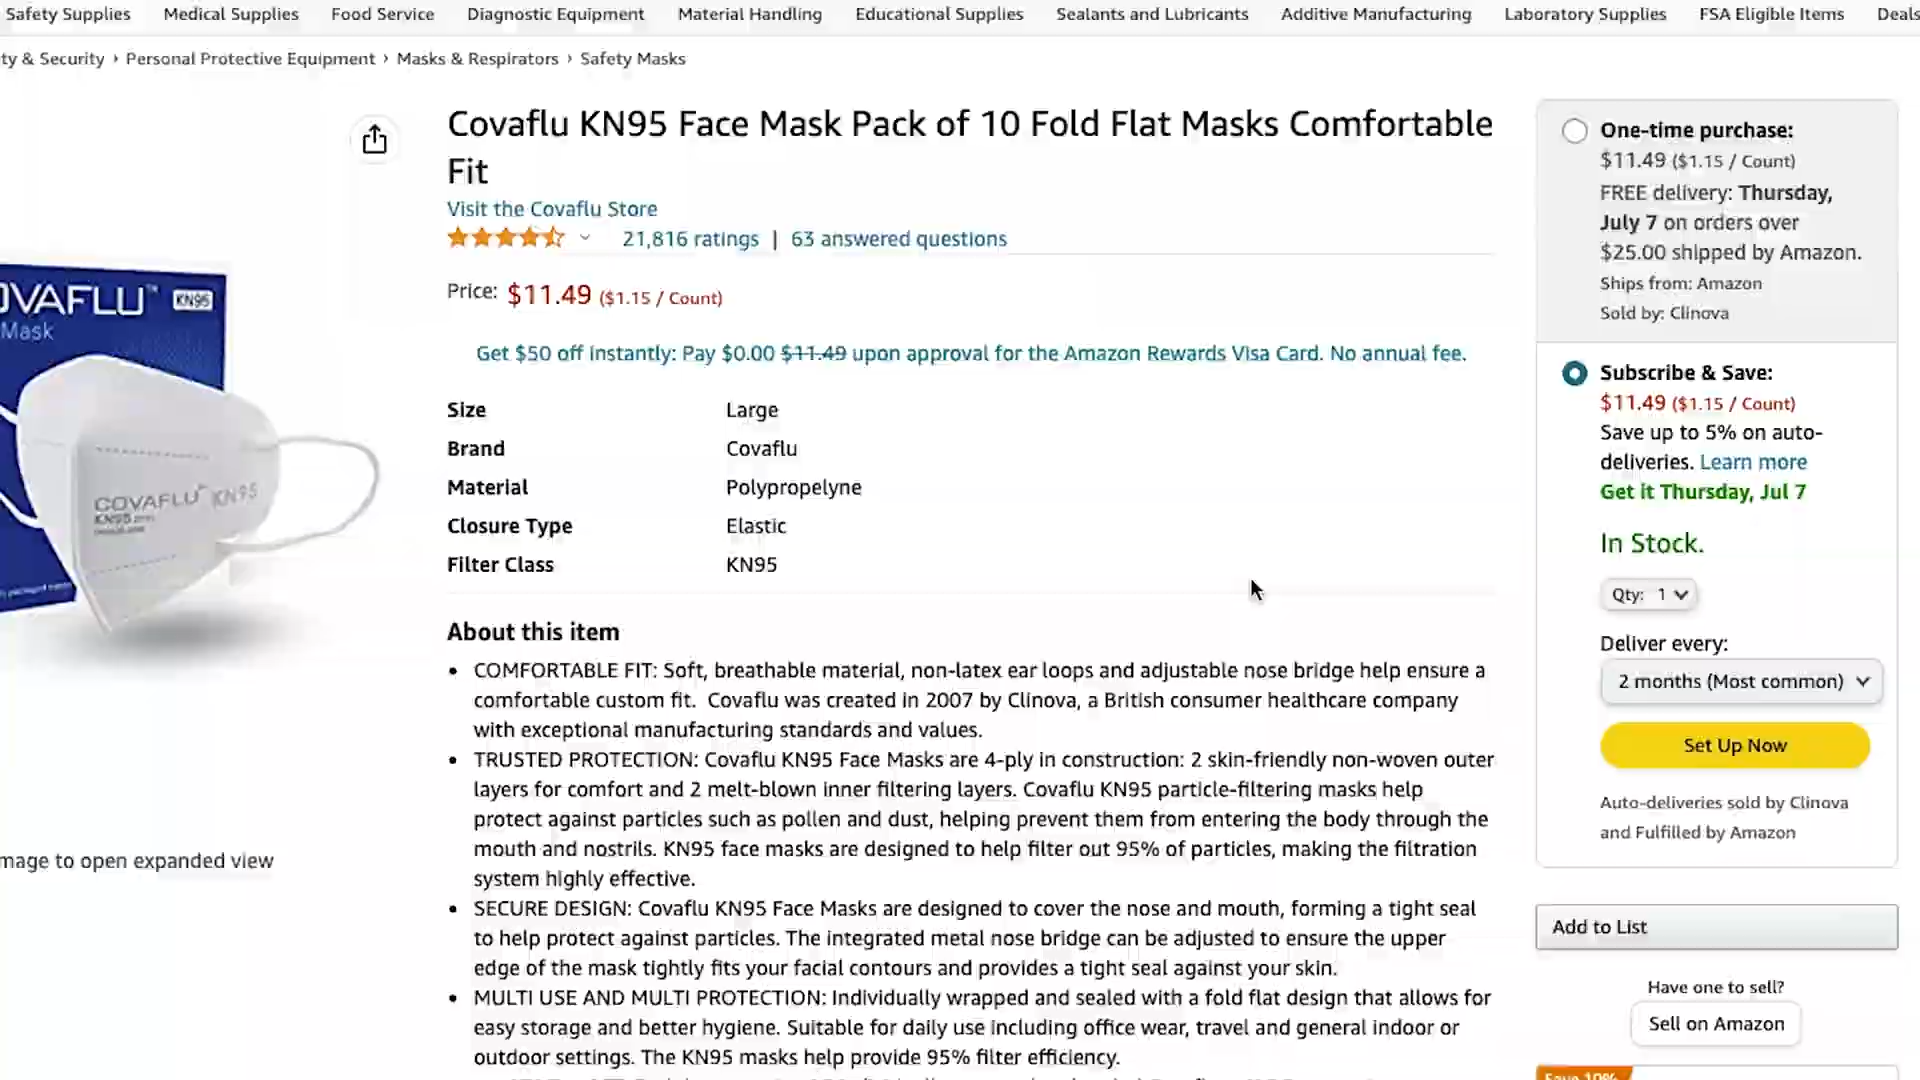 Safety Supplies Medical Supplies Food Service Diagnostic Equipment Material Handling Educational Supplies Sealants and Lubricants Additive Manufacturing Laboratory Supplies FSA Eligible Items Deals
ty & Security › Personal Protective Equipment › Masks & Respirators › Safety Masks
OVAFLU™ KN95
Mask
COVAFLU™ KN95
KN95
mage to open expanded view
Covaflu KN95 Face Mask Pack of 10 Fold Flat Masks Comfortable
Fit
Visit the Covaflu Store
21,816 ratings | 63 answered questions
Price: $11.49 ($1.15 / Count)
Get $50 off instantly: Pay $0.00 $11.49 upon approval for the Amazon Rewards Visa Card. No annual fee.
Size Large
Brand Covaflu
Material Polypropelyne
Closure Type Elastic
Filter Class KN95
About this item
• COMFORTABLE FIT: Soft, breathable material, non-latex ear loops and adjustable nose bridge help ensure a
comfortable custom fit. Covaflu was created in 2007 by Clinova, a British consumer healthcare company
with exceptional manufacturing standards and values.
• TRUSTED PROTECTION: Covaflu KN95 Face Masks are 4-ply in construction: 2 skin-friendly non-woven outer
layers for comfort and 2 melt-blown inner filtering layers. Covaflu KN95 particle-filtering masks help
protect against particles such as pollen and dust, helping prevent them from entering the body through the
mouth and nostrils. KN95 face masks are designed to help filter out 95% of particles, making the filtration
system highly effective.
• SECURE DESIGN: Covaflu KN95 Face Masks are designed to cover the nose and mouth, forming a tight seal
to help protect against particles. The integrated metal nose bridge can be adjusted to ensure the upper
edge of the mask tightly fits your facial contours and provides a tight seal against your skin.
• MULTI USE AND MULTI PROTECTION: Individually wrapped and sealed with a fold flat design that allows for
easy storage and better hygiene. Suitable for daily use including office wear, travel and general indoor or
outdoor settings. The KN95 masks help provide 95% filter efficiency.
One-time purchase:
$11.49 ($1.15 / Count)
FREE delivery: Thursday,
July 7 on orders over
$25.00 shipped by Amazon.
Ships from: Amazon
Sold by: Clinova
Subscribe & Save:
$11.49 ($1.15 / Count)
Save up to 5% on auto-
deliveries. Learn more
Get it Thursday, Jul 7
In Stock.
Qty: 1
Deliver every:
2 months (Most common)
Set Up Now
Auto-deliveries sold by Clinova
and Fulfilled by Amazon
Add to List
Have one to sell?
Sell on Amazon
Save 10%